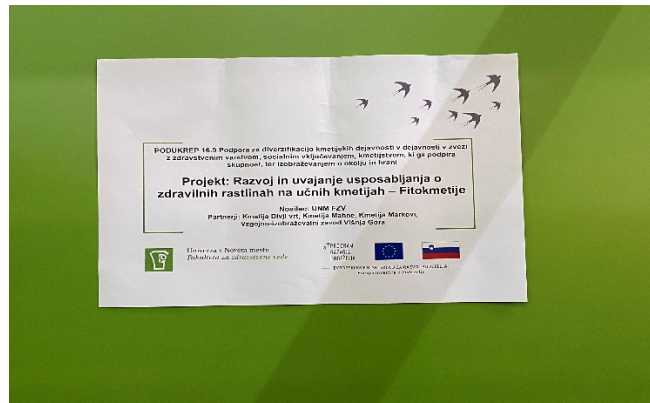 PODUKREP 16.9 Podpora za diverzifikacijo kmetijskih dejavnosti v dejavnosti v zvezi
z zdravstvenim varstvom, socialnim vključevanjem, kmetijstvom, ki ga podpira
skupnost, ter izobraževanjem o okolju in hrani
Projekt: Razvoj in uvajanje usposabljanja o
zdravilnih rastlinah na učnih kmetijah – Fitokmetije
Nosilec: UNM FZV
Partnerji: Kmetija Divji vrt, Kmetija Mahne, Kmetija Markovi,
Vzgojno-izobraževalni zavod Višnja Gora
Univerza v Novem mestu
Fakulteta za zdravstvene vede
PROGRAM
RAZVOJA
PODEŽELJA